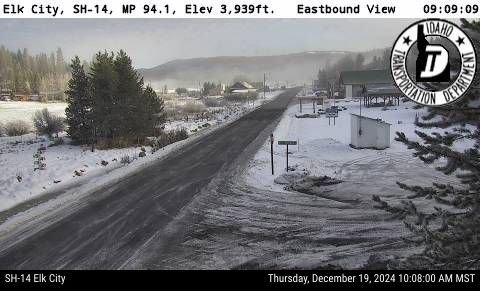 Elk City, SH-14, MP 94.1, Elev 3,939ft. Eastbound View 09:09:09
IDAHO
TRANSPORTATION DEPARTMENT
SH-14 Elk City Thursday, December 19, 2024 10:08:00 AM MST